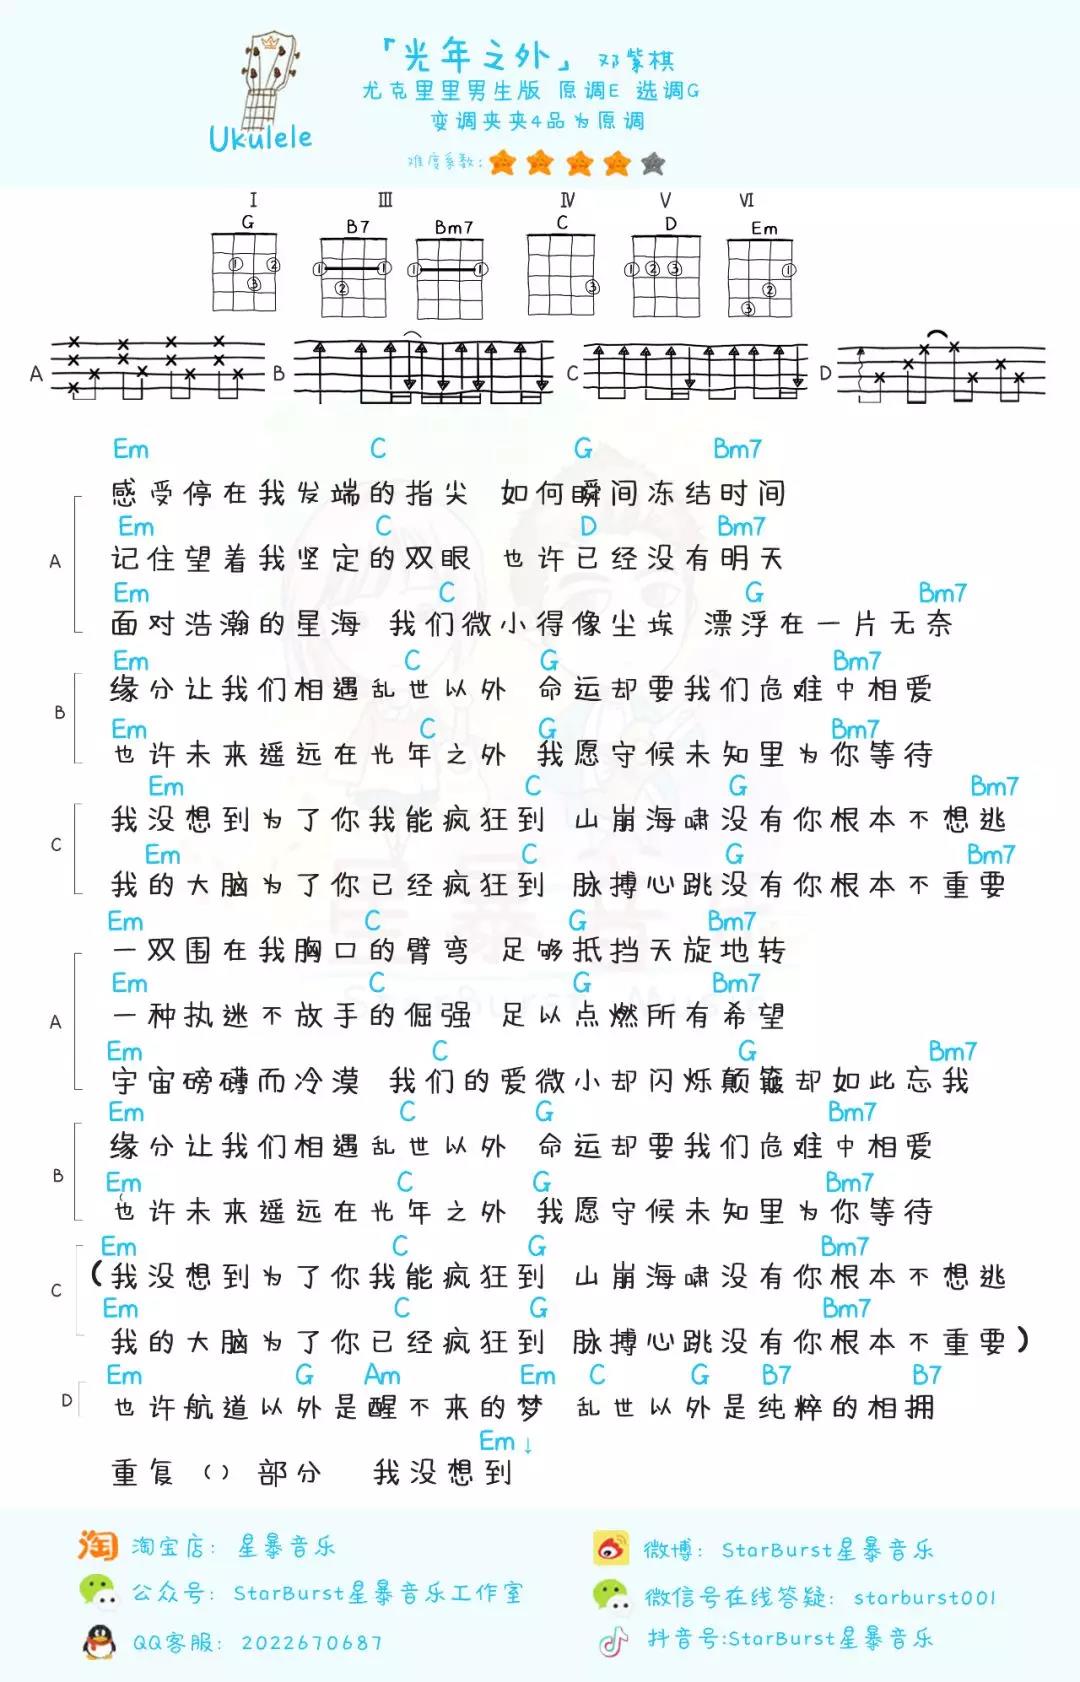 「光年之外」 邓紫棋
尤克里里男生版 原调E 选调G
变调夹夹4品为原调
Ukulele
难度系数:
I III IV V VI
G B7 Bm7 C D Em
A B C D
Em C G Bm7
感受停在我发端的指尖 如何瞬间冻结时间
Em C D Bm7
A 记住望着我坚定的双眼 也许已经没有明天
Em C G Bm7
面对浩瀚的星海 我们微小得像尘埃 漂浮在一片无奈
Em C G Bm7
缘分让我们相遇乱世以外 命运却要我们危难中相爱
B
Em C G Bm7
也许未来遥远在光年之外 我愿守候未知里为你等待
Em C G Bm7
我没想到为了你我能疯狂到 山崩海啸没有你根本不想逃
C
Em C G Bm7
我的大脑为了你已经疯狂到 脉搏心跳没有你根本不重要
Em C G Bm7
一双围在我胸口的臂弯 足够抵挡天旋地转
Em C G Bm7
A 一种执迷不放手的倔强 足以点燃所有希望
Em C G Bm7
宇宙磅礴而冷漠 我们的爱微小却闪烁颠簸却如此忘我
Em C G Bm7
缘分让我们相遇乱世以外 命运却要我们危难中相爱
B
Em C G Bm7
也许未来遥远在光年之外 我愿守候未知里为你等待
Em C G Bm7
(我没想到为了你我能疯狂到 山崩海啸没有你根本不想逃
C
Em C G Bm7
我的大脑为了你已经疯狂到 脉搏心跳没有你根本不重要)
Em G Am Em C G B7 B7
D 也许航道以外是醒不来的梦 乱世以外是纯粹的相拥
Em↓
重复 () 部分 我没想到
淘 淘宝店: 星暴音乐
微博: StarBurst星暴音乐
公众号: StarBurst星暴音乐工作室
微信号在线答疑: starburst001
QQ客服: 2022670687
抖音号:StarBurst星暴音乐
星暴音乐
StarBurst Music